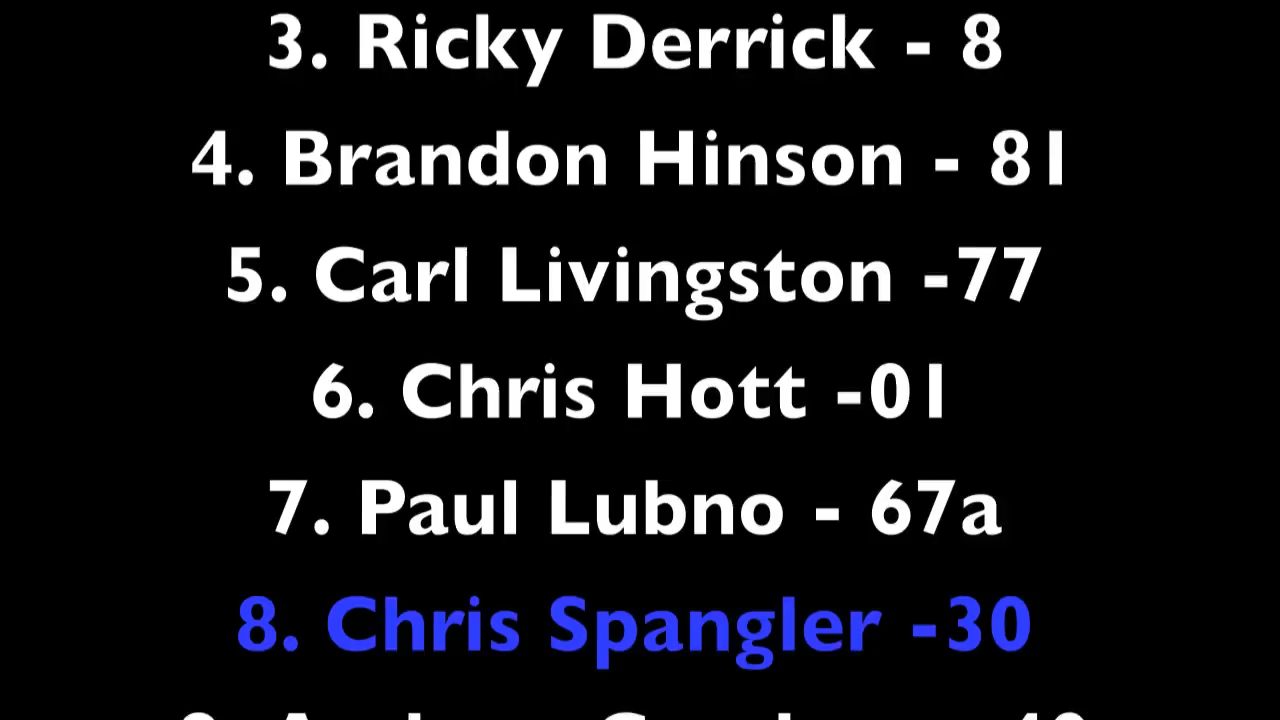 3. Ricky Derrick - 8
4. Brandon Hinson - 81
5. Carl Livingston -77
6. Chris Hott -01
7. Paul Lubno - 67a
8. Chris Spangler -30